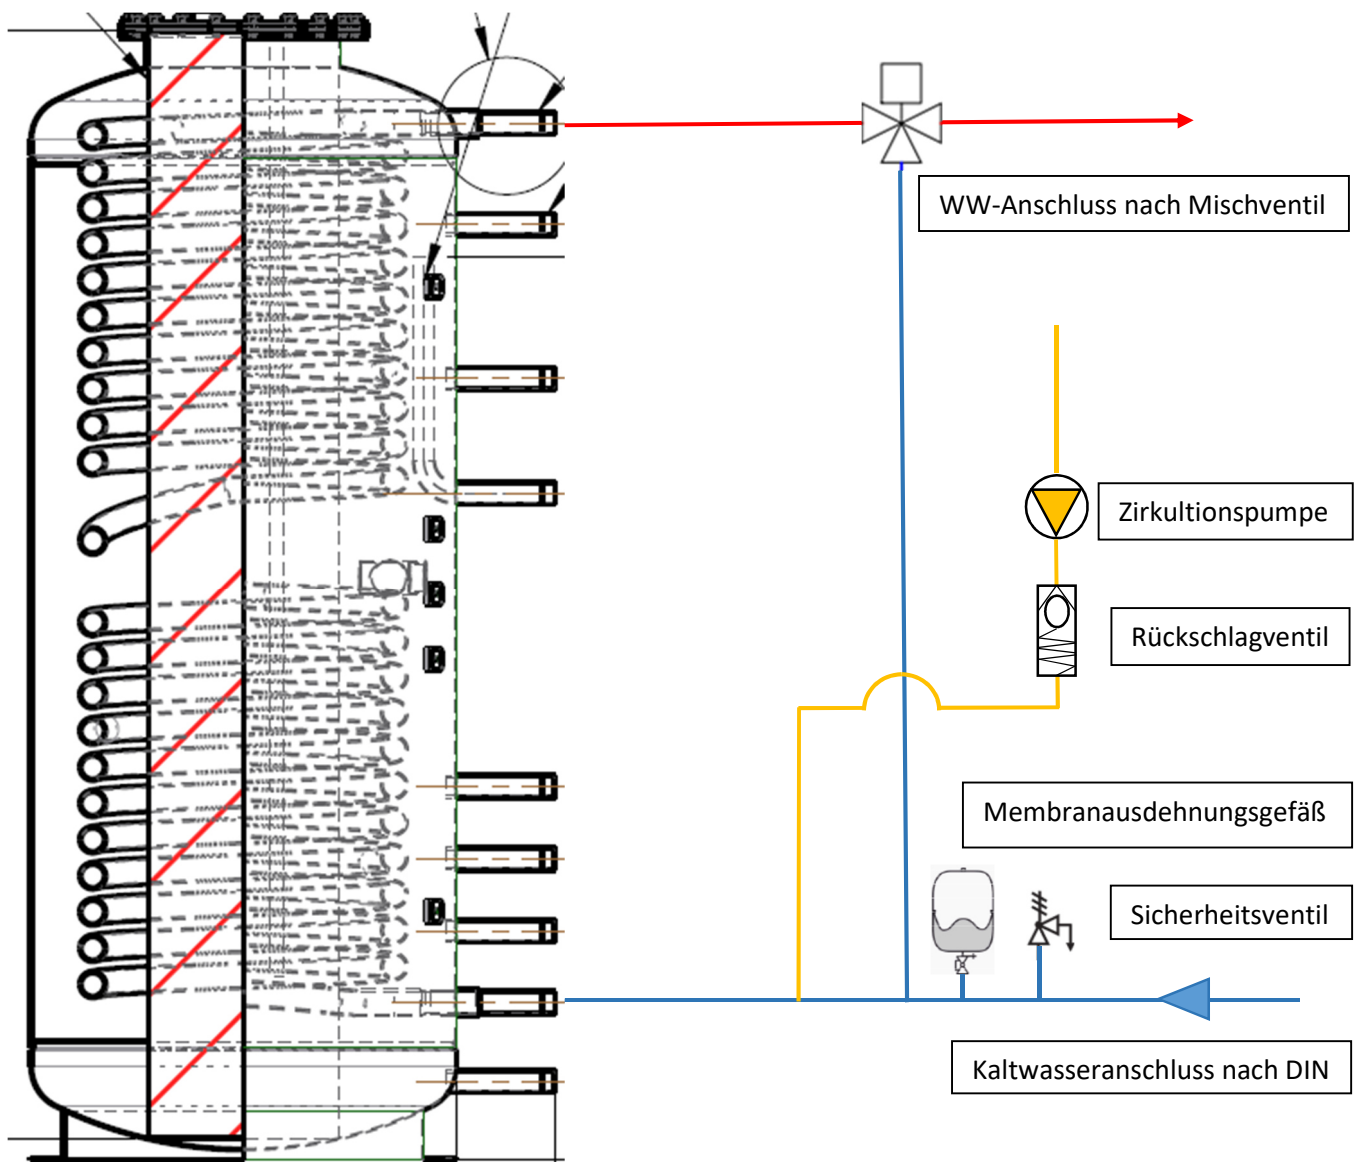 WW-Anschluss nach Mischventil
Zirkultionspumpe
Rückschlagventil
Membranausdehnungsgefäß
Sicherheitsventil
Kaltwasseranschluss nach DIN